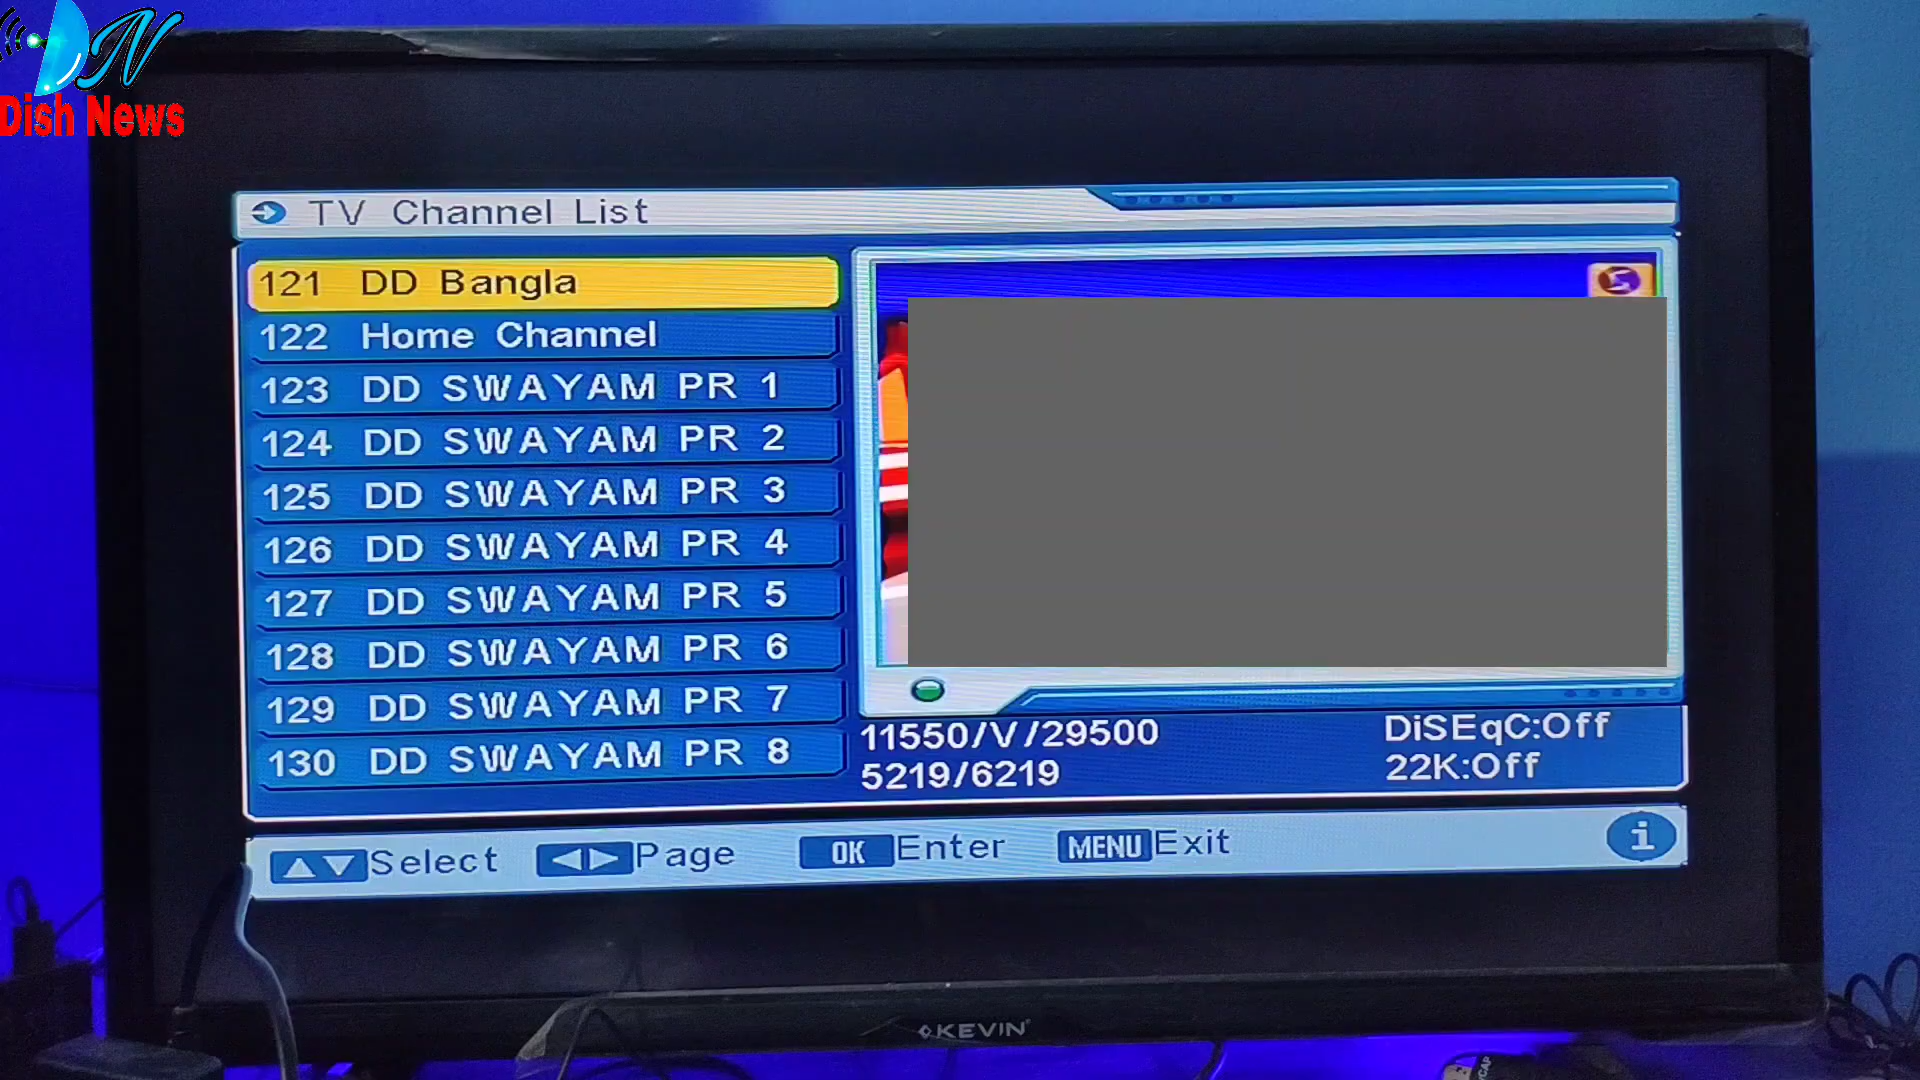 DN
Dish News
TV Channel List
121 DD Bangla
122 Home Channel
123 DD SWAYAM PR 1
124 DD SWAYAM PR 2
125 DD SWAYAM PR 3
126 DD SWAYAM PR 4
127 DD SWAYAM PR 5
128 DD SWAYAM PR 6
129 DD SWAYAM PR 7
130 DD SWAYAM PR 8
11550/V/29500
5219/6219
DiSEqC:Off
22K:Off
Select
Page
OK Enter
MENU Exit
i
KEVIN